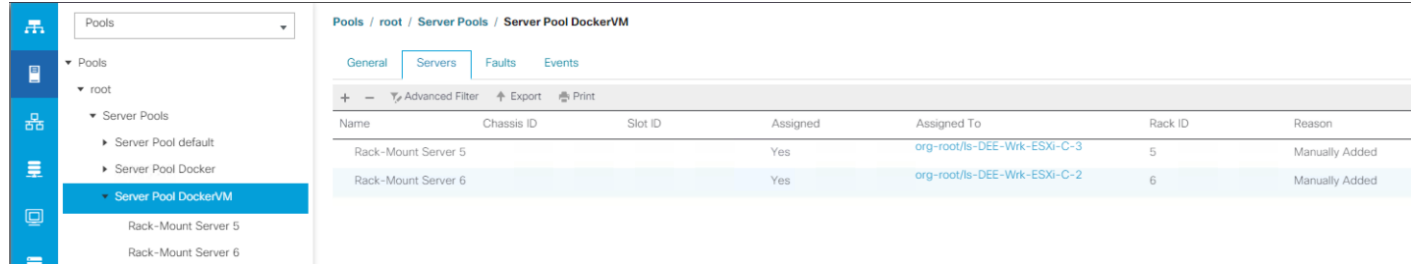 Pools
Pools / root / Server Pools / Server Pool DockerVM
Pools
root
Server Pools
Server Pool default
Server Pool Docker
Server Pool DockerVM
Rack-Mount Server 5
Rack-Mount Server 6
General Servers Faults Events
+ − Advanced Filter Export Print
Name Chassis ID Slot ID Assigned Assigned To Rack ID Reason
Rack-Mount Server 5 Yes org-root/ls-DEE-Wrk-ESXi-C-3 5 Manually Added
Rack-Mount Server 6 Yes org-root/ls-DEE-Wrk-ESXi-C-2 6 Manually Added